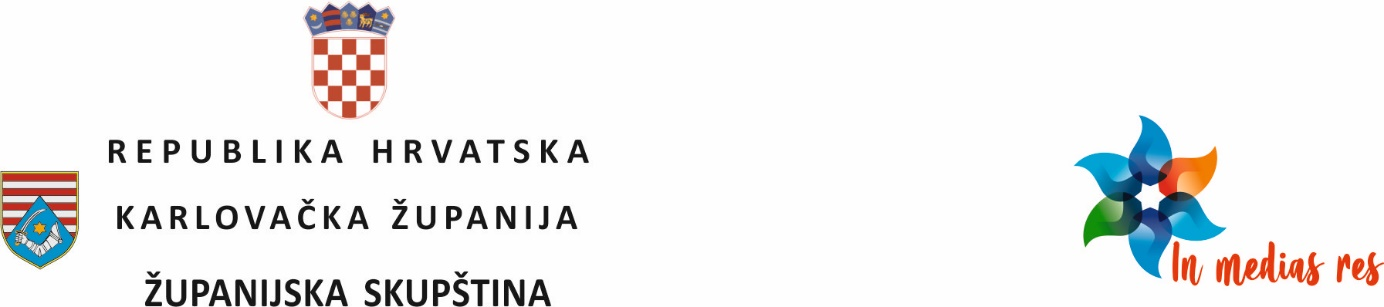 REPUBLIKA HRVATSKA
KARLOVAČKA ŽUPANIJA
ŽUPANIJSKA SKUPŠTINA
In medias res